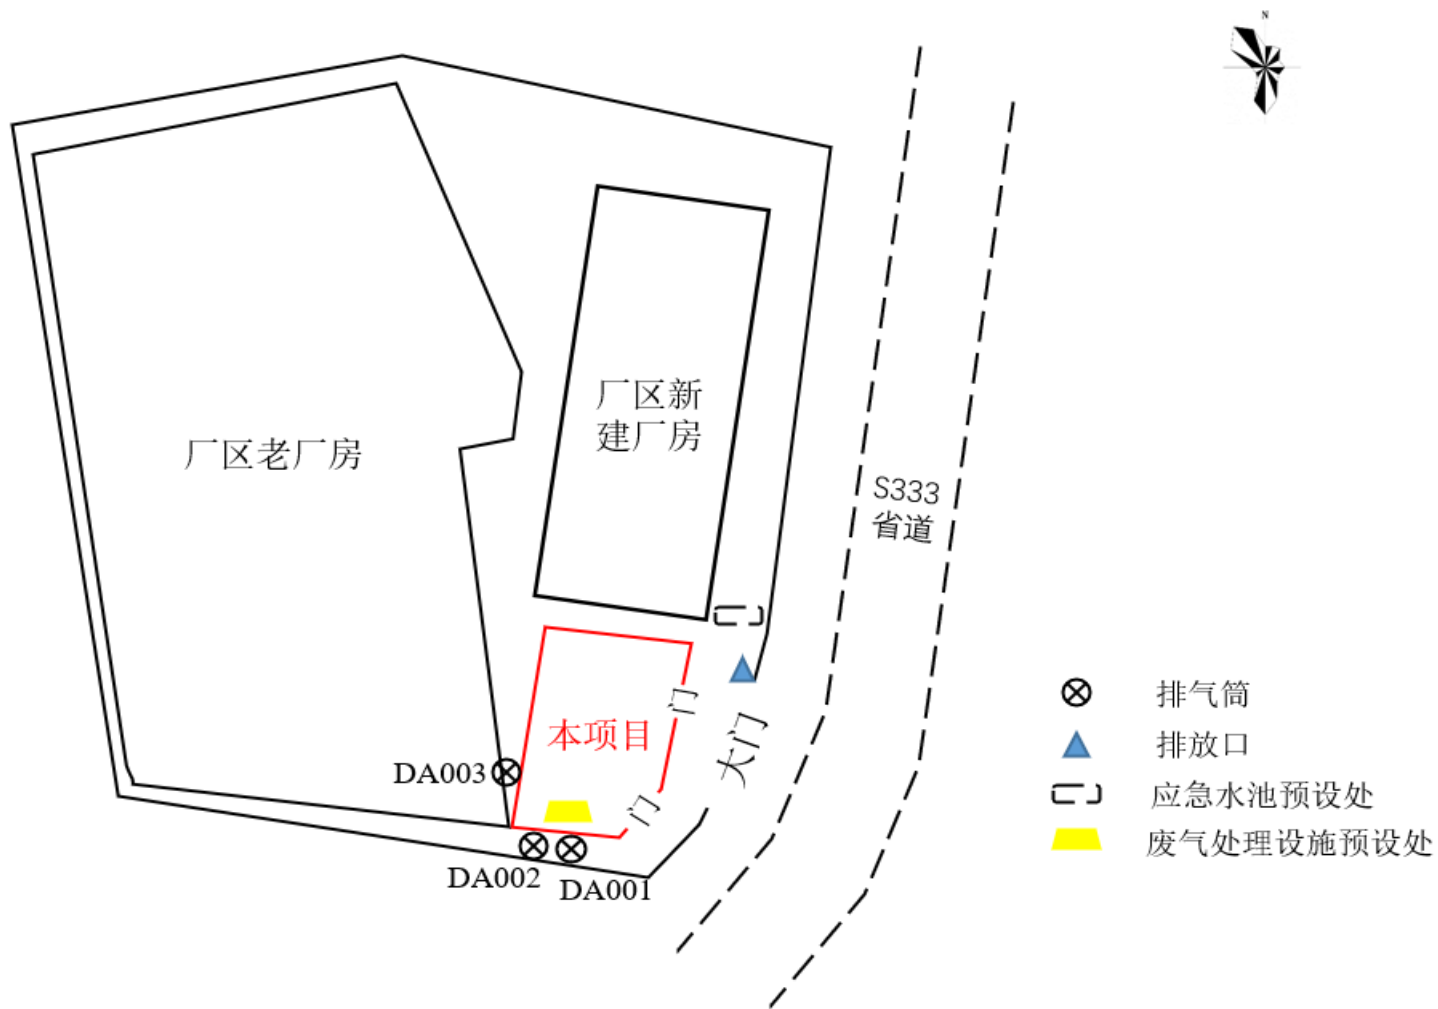 N
厂区新
建厂房
厂区老厂房
S333
省道
门
本项目
大门
DA003
门
DA002
DA001
排气筒
排放口
应急水池预设处
废气处理设施预设处